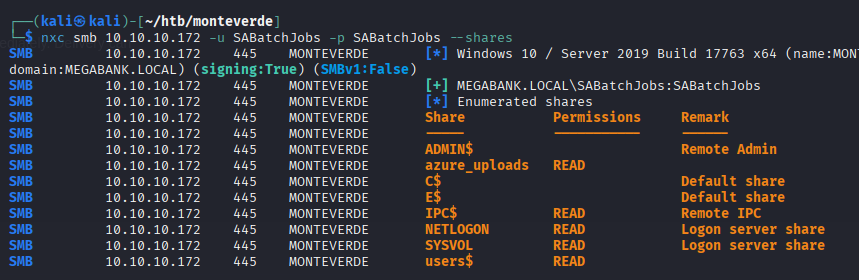 ┌──(kali㉿kali)-[~/htb/monteverde]
└─$ nxc smb 10.10.10.172 -u SABatchJobs -p SABatchJobs --shares
SMB 10.10.10.172 445 MONTEVERDE [*] Windows 10 / Server 2019 Build 17763 x64 (name:MON
domain:MEGABANK.LOCAL) (signing:True) (SMBv1:False)
SMB 10.10.10.172 445 MONTEVERDE [+] MEGABANK.LOCAL\SABatchJobs:SABatchJobs
SMB 10.10.10.172 445 MONTEVERDE [*] Enumerated shares
SMB 10.10.10.172 445 MONTEVERDE Share Permissions Remark
SMB 10.10.10.172 445 MONTEVERDE ----- ----------- ------
SMB 10.10.10.172 445 MONTEVERDE ADMIN$ Remote Admin
SMB 10.10.10.172 445 MONTEVERDE azure_uploads READ
SMB 10.10.10.172 445 MONTEVERDE C$ Default share
SMB 10.10.10.172 445 MONTEVERDE E$ Default share
SMB 10.10.10.172 445 MONTEVERDE IPC$ READ Remote IPC
SMB 10.10.10.172 445 MONTEVERDE NETLOGON READ Logon server share
SMB 10.10.10.172 445 MONTEVERDE SYSVOL READ Logon server share
SMB 10.10.10.172 445 MONTEVERDE users$ READ